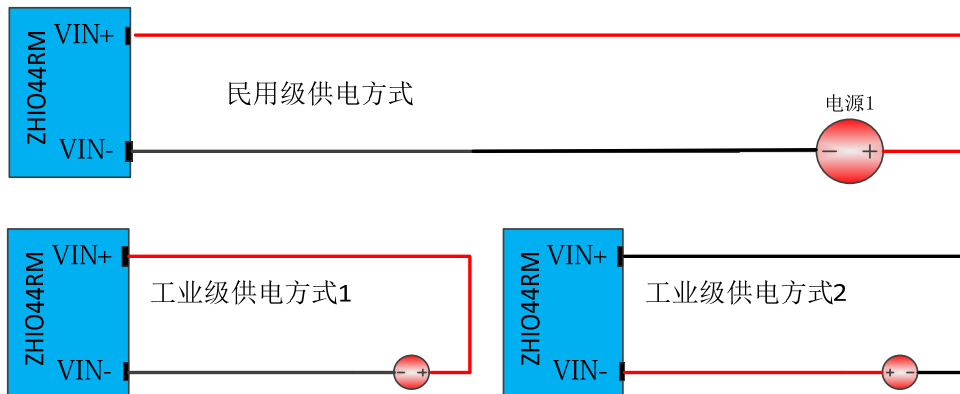 VIN+
ZHIO44RM
民用级供电方式
电源1
VIN-
- +
VIN+
ZHIO44RM
工业级供电方式1
VIN-
- +
VIN+
ZHIO44RM
工业级供电方式2
VIN-
+ -